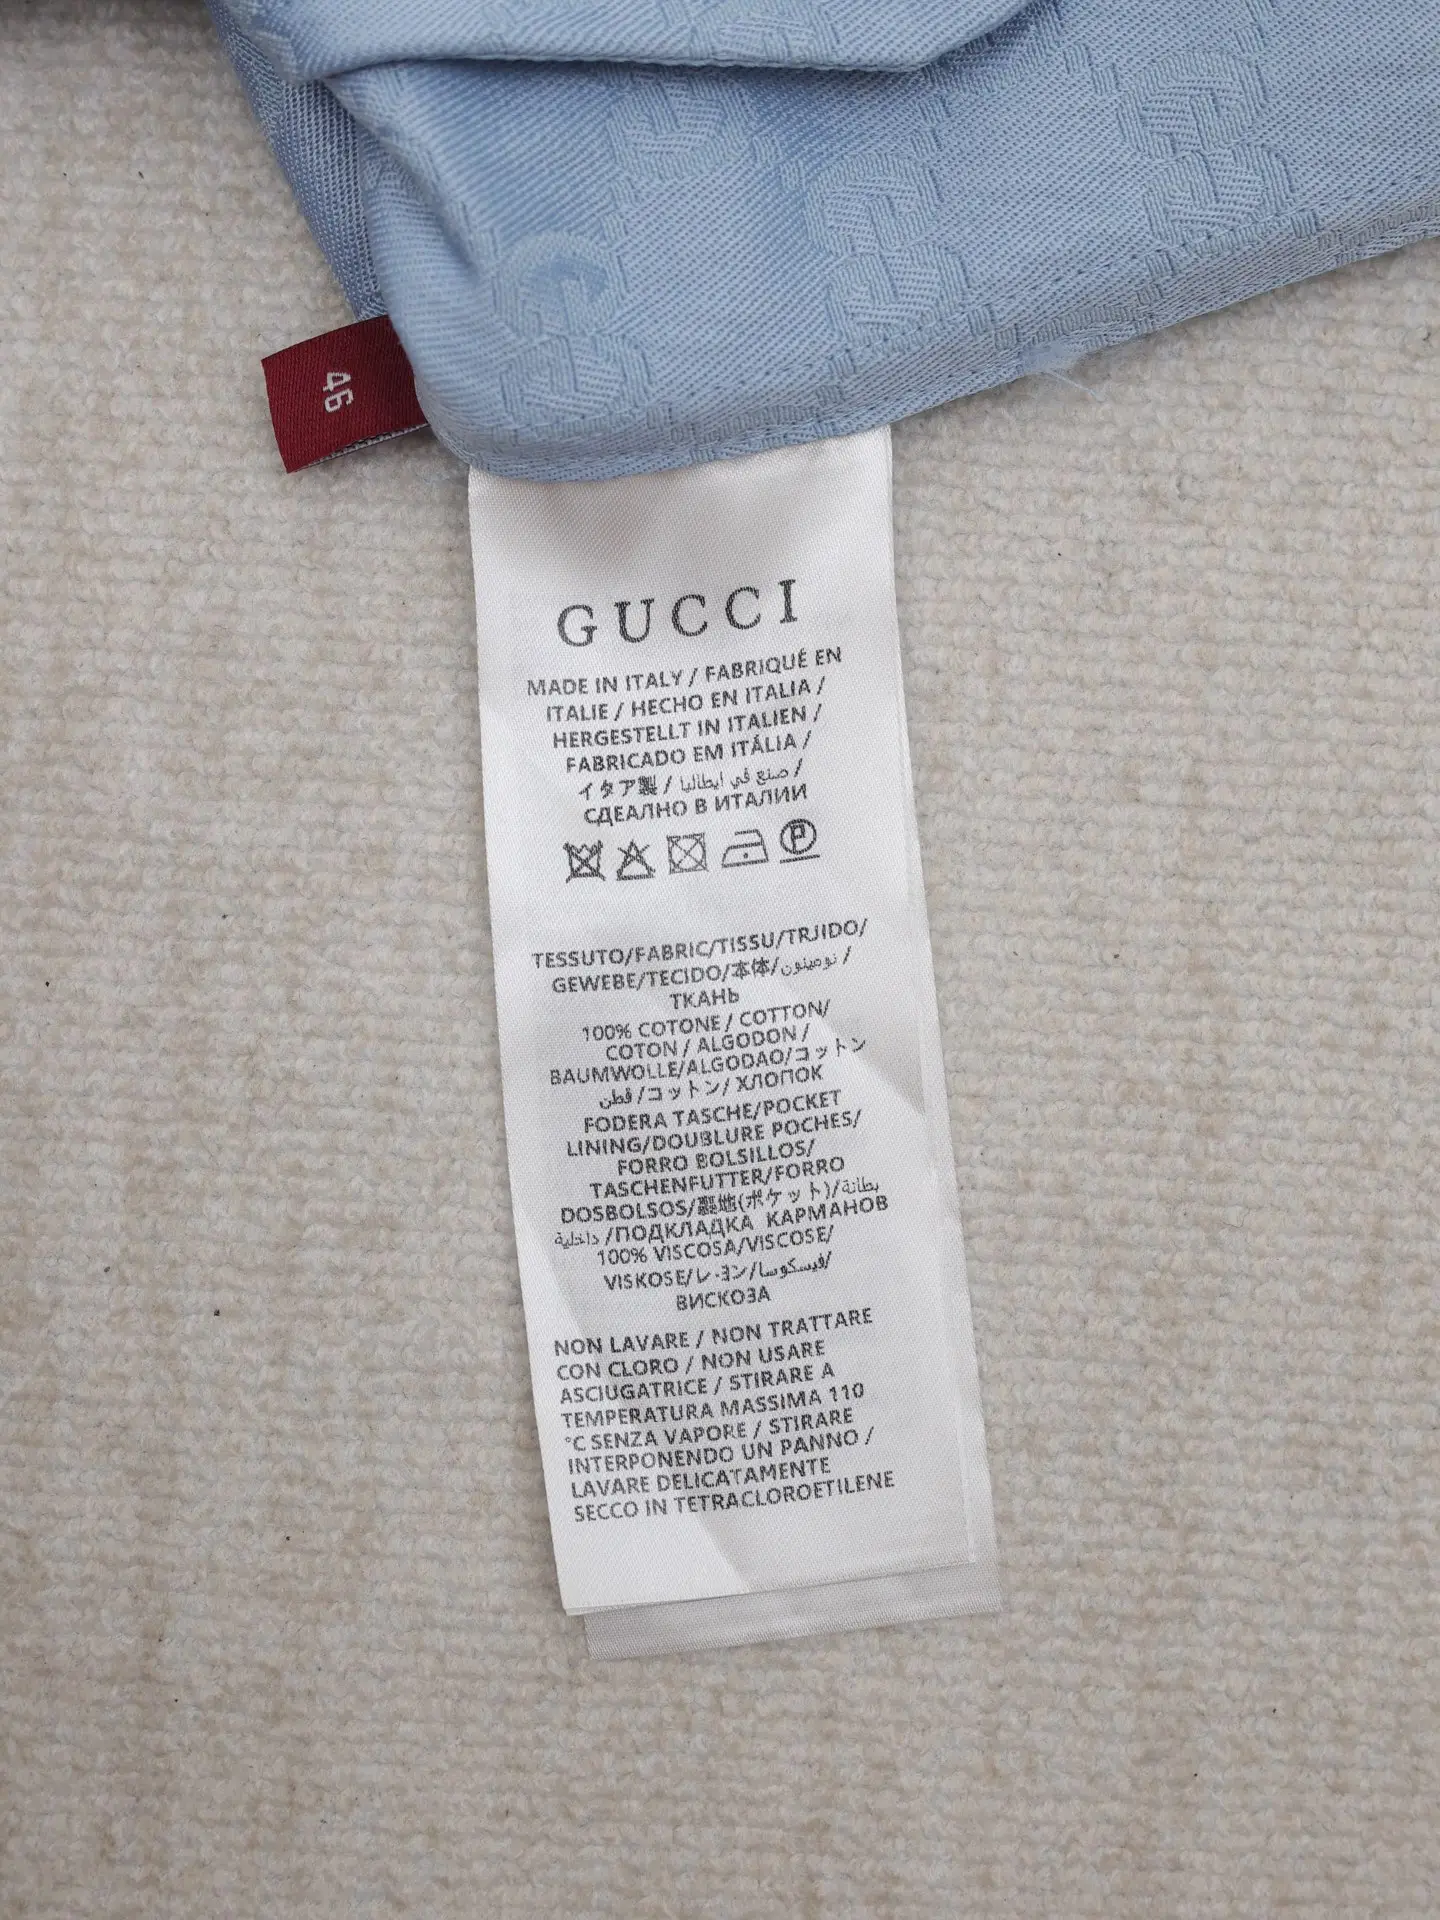 46
GUCCI
MADE IN ITALY / FABRIQUÉ EN
ITALIE / HECHO EN ITALIA /
HERGESTELLT IN ITALIEN /
FABRICADO EM ITÁLIA /
イタア製 / صنع في ايطاليا /
СДЕАЛНО В ИТАЛИИ
P
TESSUTO/FABRIC/TISSU/TRJIDO/
GEWEBE/TECIDO/本体/نومينون /
ТКАНЬ
100% COTONE / COTTON/
COTON / ALGODON /
BAUMWOLLE/ALGODAO/コットン
قطن /コットン/ ХЛОПОК
FODERA TASCHE/POCKET
LINING/DOUBLURE POCHES/
FORRO BOLSILLOS/
TASCHENFUTTER/FORRO
DOSBOLSOS/裏地(ポケット)/بطانة
داخلية /ПОДКЛАДКА КАРМАНОВ
100% VISCOSA/VISCOSE/
VISKOSE/レ-ヨン/فيسكوسا/
ВИСКОЗА
NON LAVARE / NON TRATTARE
CON CLORO / NON USARE
ASCIUGATRICE / STIRARE A
TEMPERATURA MASSIMA 110
°C SENZA VAPORE / STIRARE
INTERPONENDO UN PANNO /
LAVARE DELICATAMENTE
SECCO IN TETRACLOROETILENE